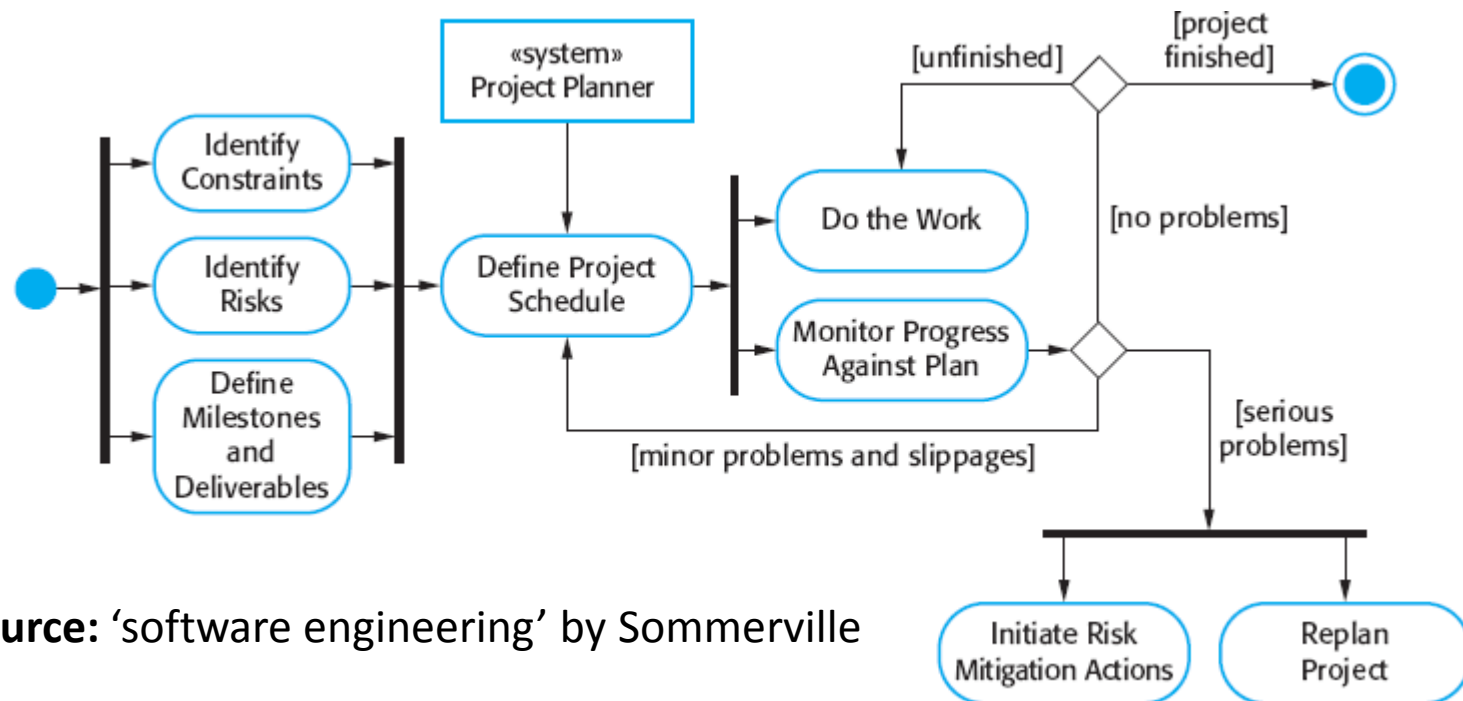 «system»
Project Planner
[unfinished]
[project
finished]
Identify
Constraints
Do the Work
[no problems]
Identify
Risks
Define Project
Schedule
Monitor Progress
Against Plan
Define
Milestones
and
Deliverables
[minor problems and slippages]
[serious
problems]
urce: ‘software engineering’ by Sommerville
Initiate Risk
Mitigation Actions
Replan
Project